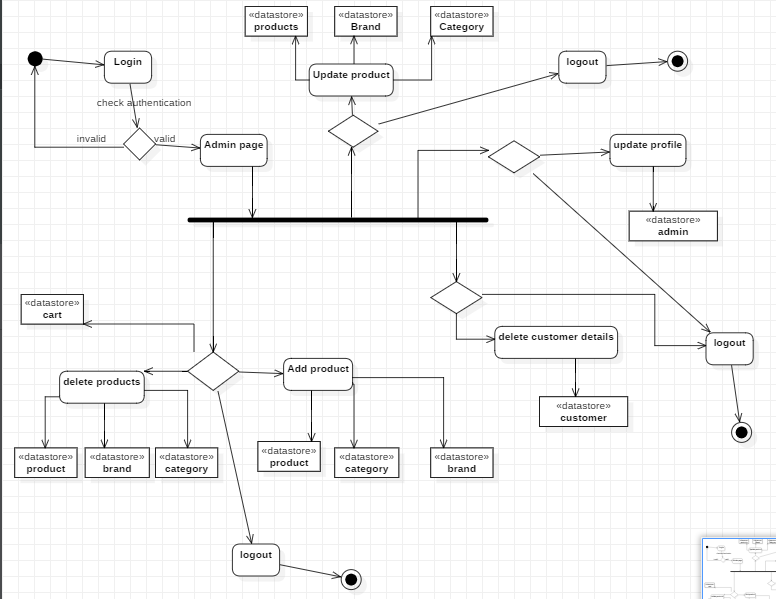 «datastore»
products
«datastore»
Brand
«datastore»
Category
Login
Update product
logout
check authentication
invalid
valid
Admin page
update profile
«datastore»
admin
«datastore»
cart
delete customer details
logout
delete products
Add product
«datastore»
customer
«datastore»
product
«datastore»
brand
«datastore»
category
«datastore»
product
«datastore»
category
«datastore»
brand
logout